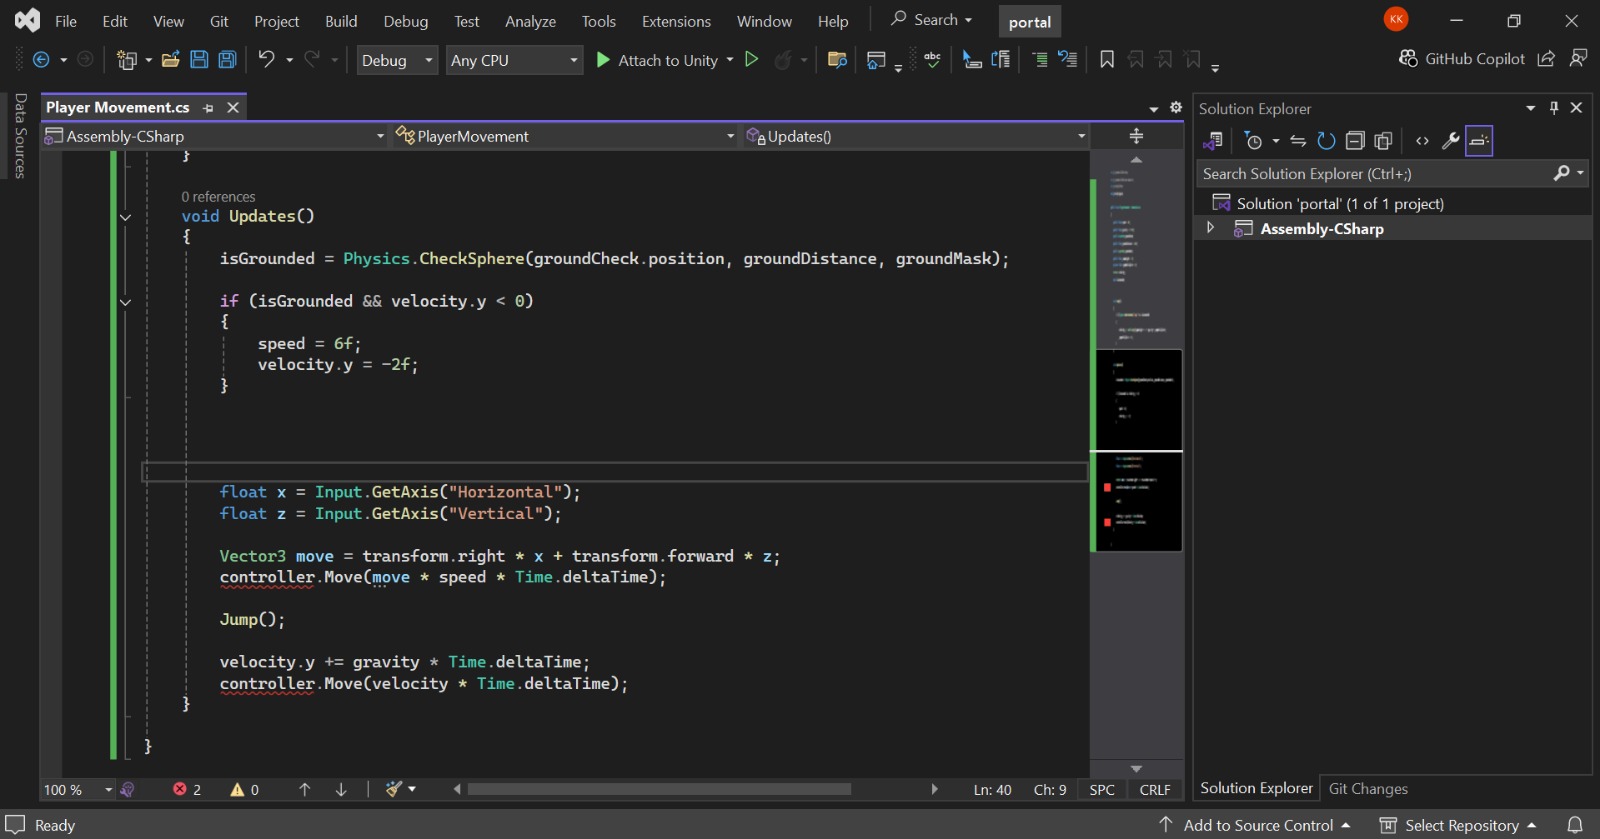 File Edit View Git Project Build Debug Test Analyze Tools Extensions Window Help Search portal KK
Debug Any CPU Attach to Unity abc GitHub Copilot
Data Sources
Player Movement.cs
Assembly-CSharp PlayerMovement Updates()
}
0 references
void Updates()
{
isGrounded = Physics.CheckSphere(groundCheck.position, groundDistance, groundMask);
if (isGrounded && velocity.y < 0)
{
speed = 6f;
velocity.y = -2f;
}
float x = Input.GetAxis("Horizontal");
float z = Input.GetAxis("Vertical");
Vector3 move = transform.right * x + transform.forward * z;
controller.Move(move * speed * Time.deltaTime);
Jump();
velocity.y += gravity * Time.deltaTime;
controller.Move(velocity * Time.deltaTime);
}
}
100 % 2 0 Ln: 40 Ch: 9 SPC CRLF
Solution Explorer
Search Solution Explorer (Ctrl+;)
Solution 'portal' (1 of 1 project)
Assembly-CSharp
Solution Explorer Git Changes
Ready Add to Source Control Select Repository